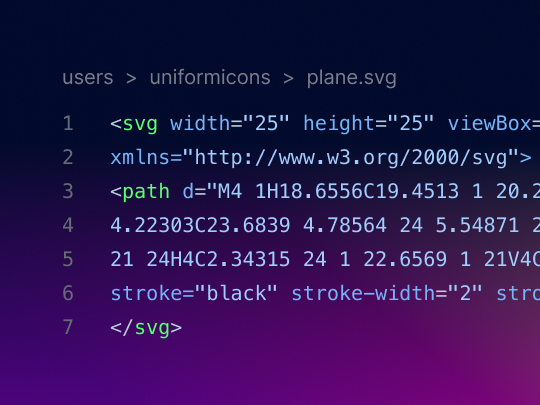 users > uniformicons > plane.svg
1 <svg width="25" height="25" viewBox=
2 xmlns="http://www.w3.org/2000/svg">
3 <path d="M4 1H18.6556C19.4513 1 20.2
4 4.22303C23.6839 4.78564 24 5.54871 2
5 21 24H4C2.34315 24 1 22.6569 1 21V4C
6 stroke="black" stroke-width="2" stro
7 </svg>